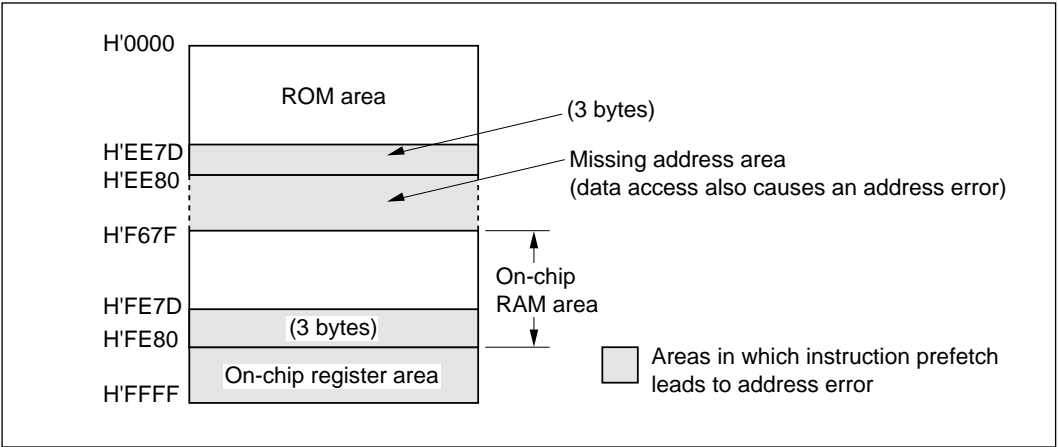 H'0000
ROM area
(3 bytes)
H'EE7D
Missing address area
H'EE80
(data access also causes an address error)
H'F67F
On-chip
RAM area
H'FE7D
(3 bytes)
H'FE80
Areas in which instruction prefetch
On-chip register area
leads to address error
H'FFFF